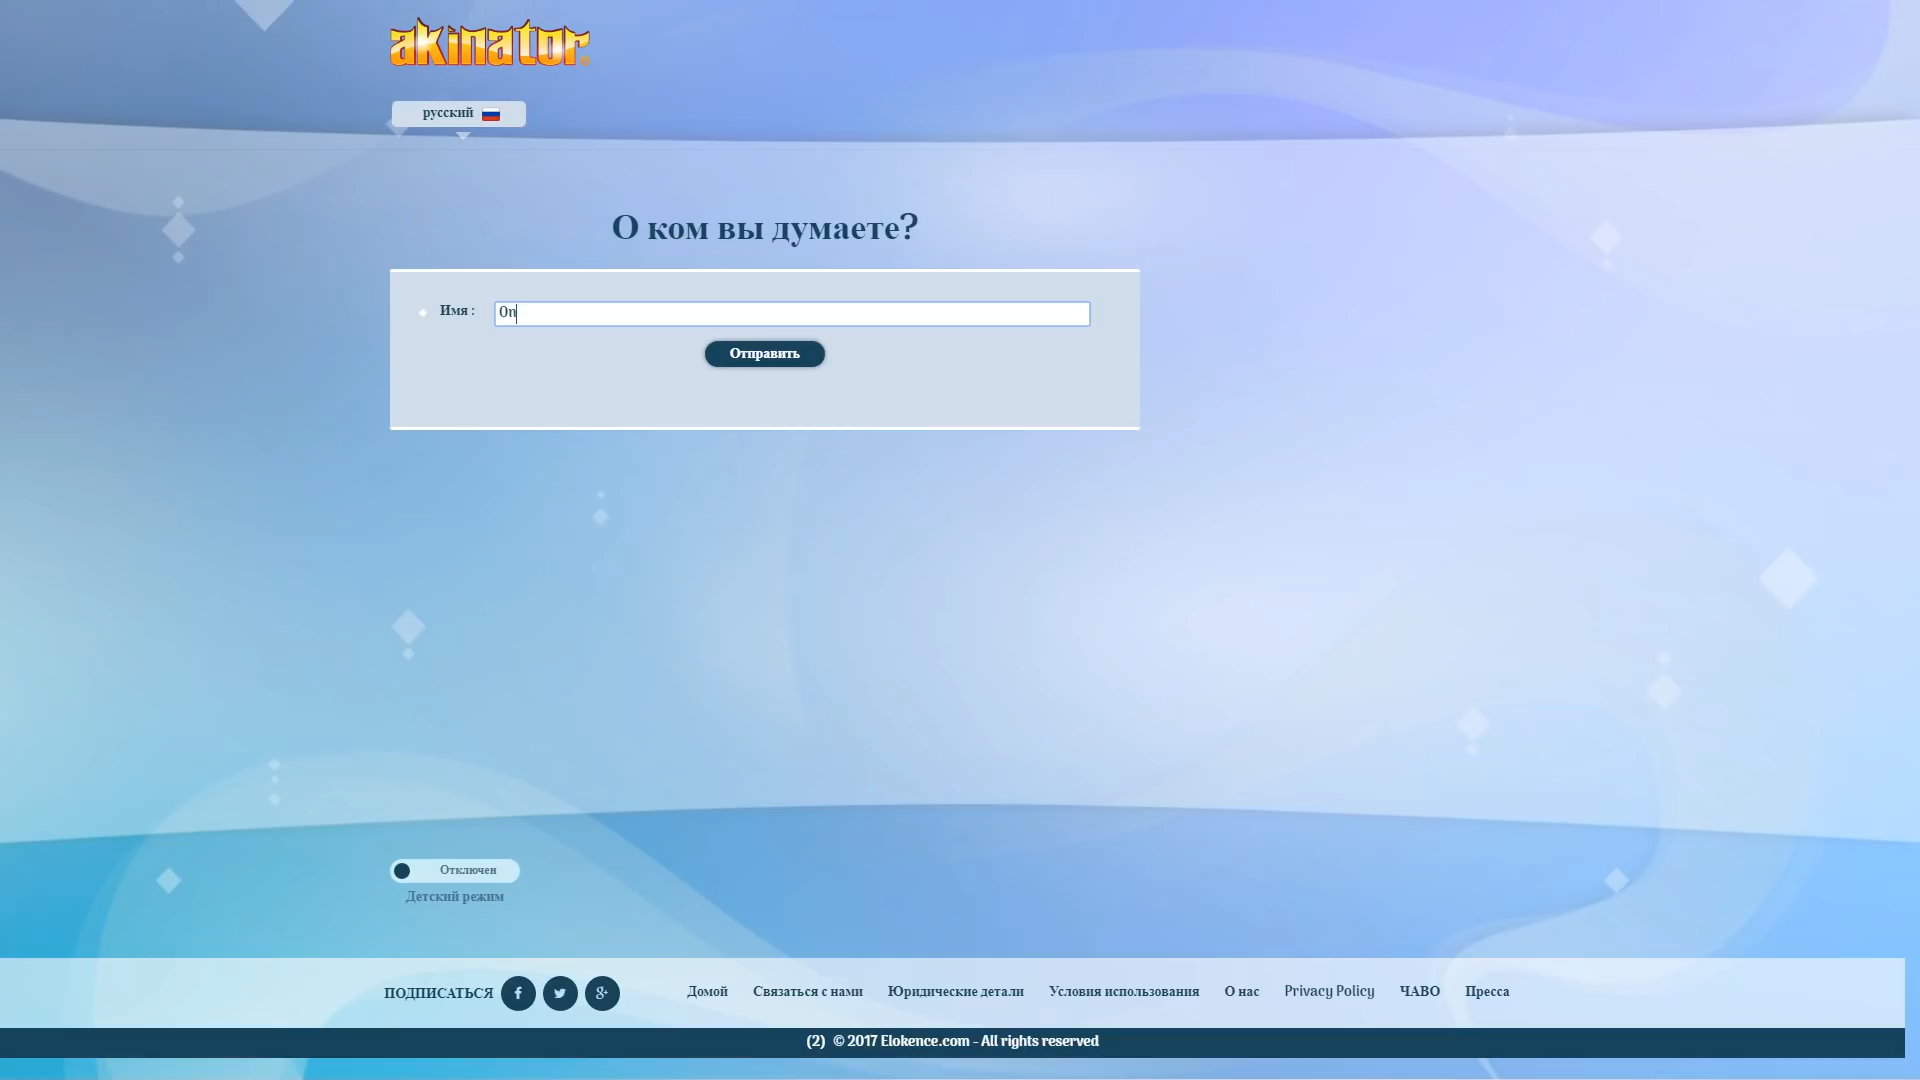 akinator
русский
О ком вы думаете?
Имя :
On
Отправить
Отключен
Детский режим
ПОДПИСАТЬСЯ
Домой Связаться с нами Юридические детали Условия использования О нас Privacy Policy ЧАВО Пресса
(2) © 2017 Elokence.com - All rights reserved